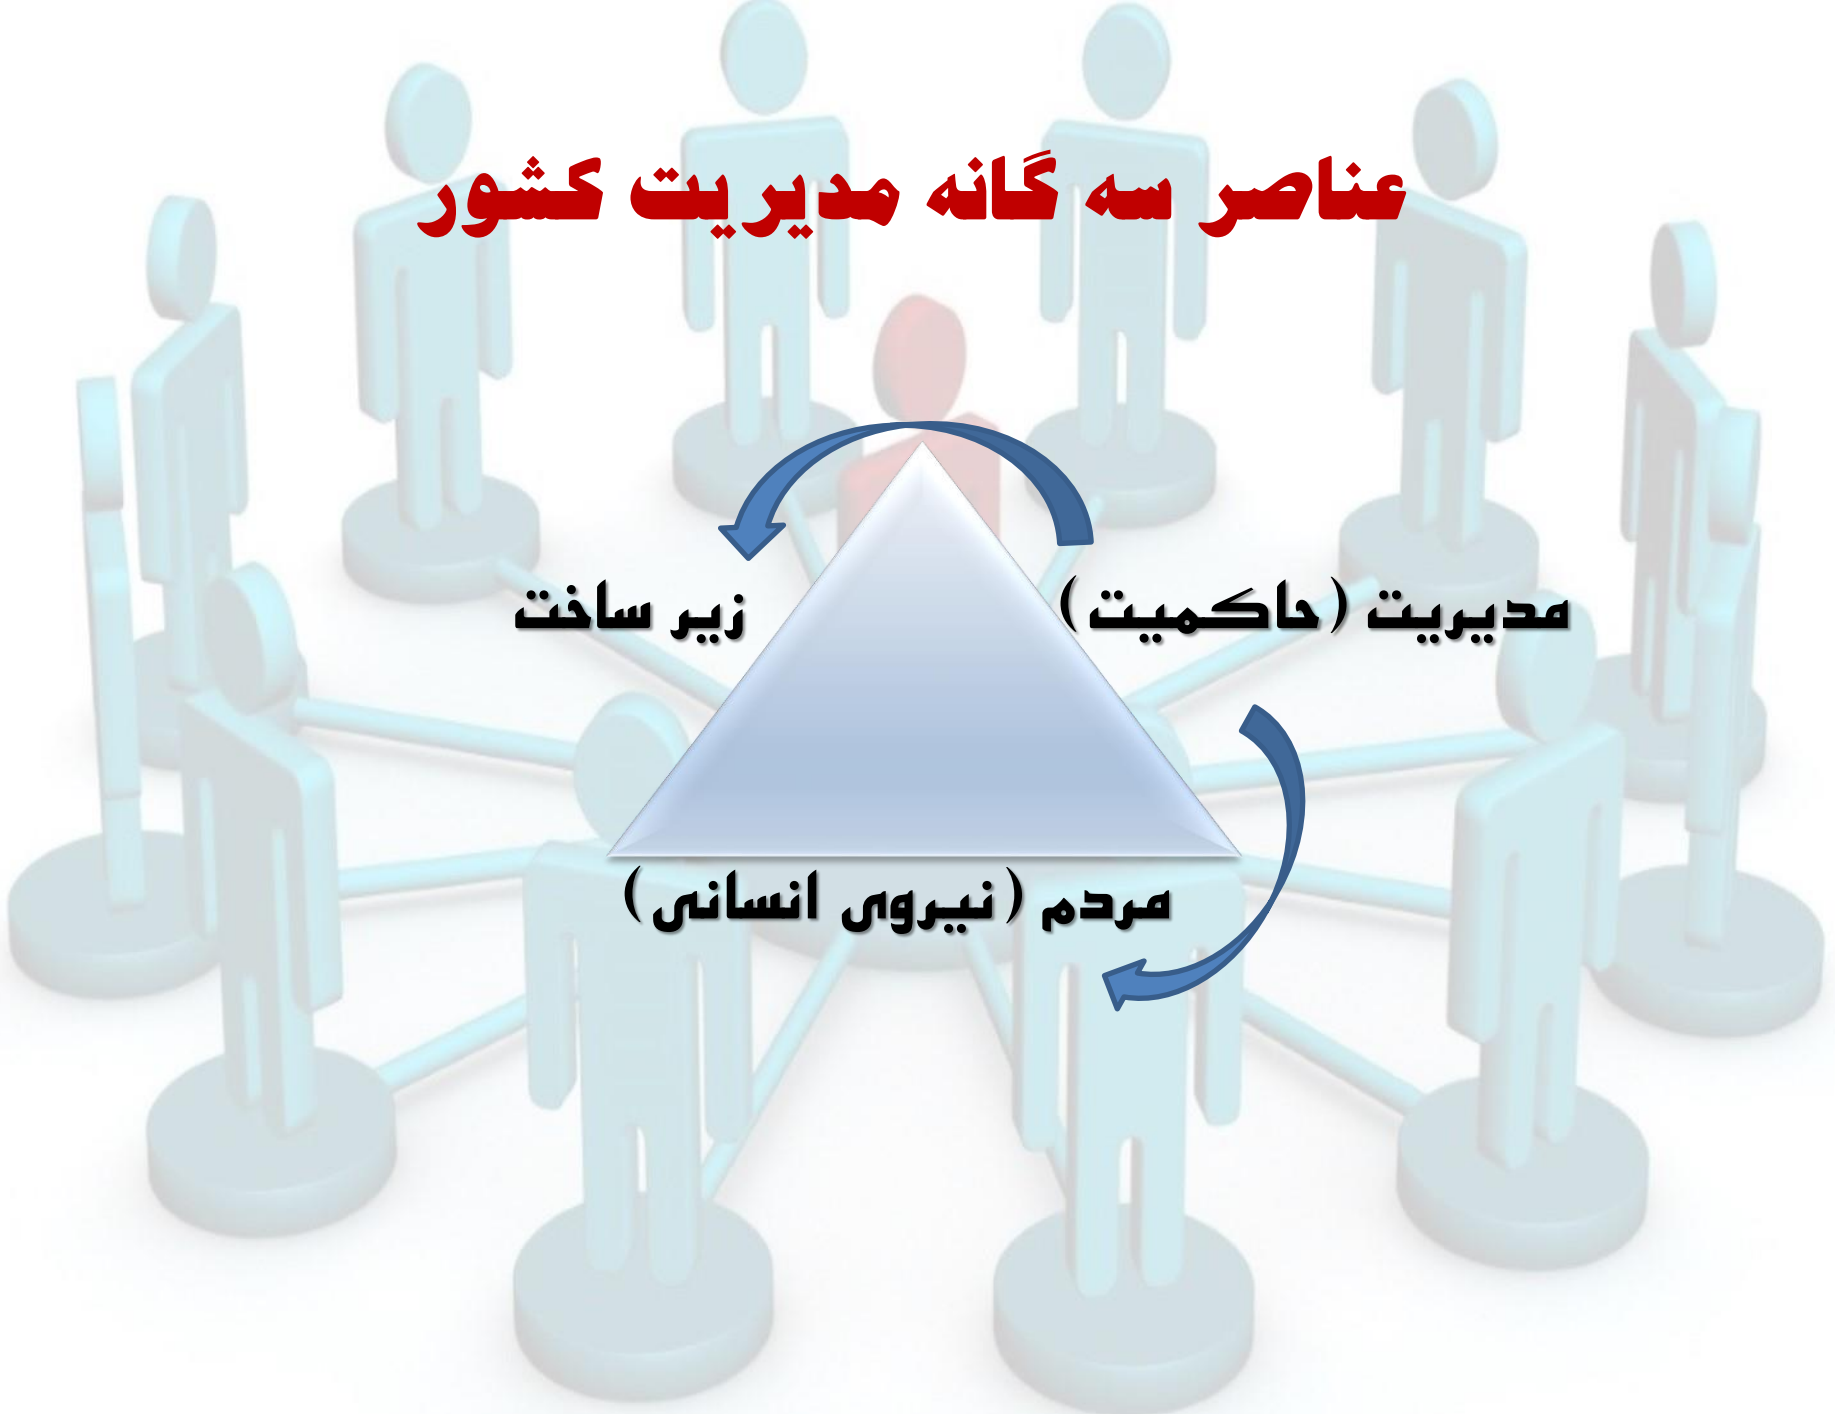 عناصر سه گانه مدیریت کشور
مدیریت (حاکمیت)
زیر ساخت
مردم (نیروی انسانی)